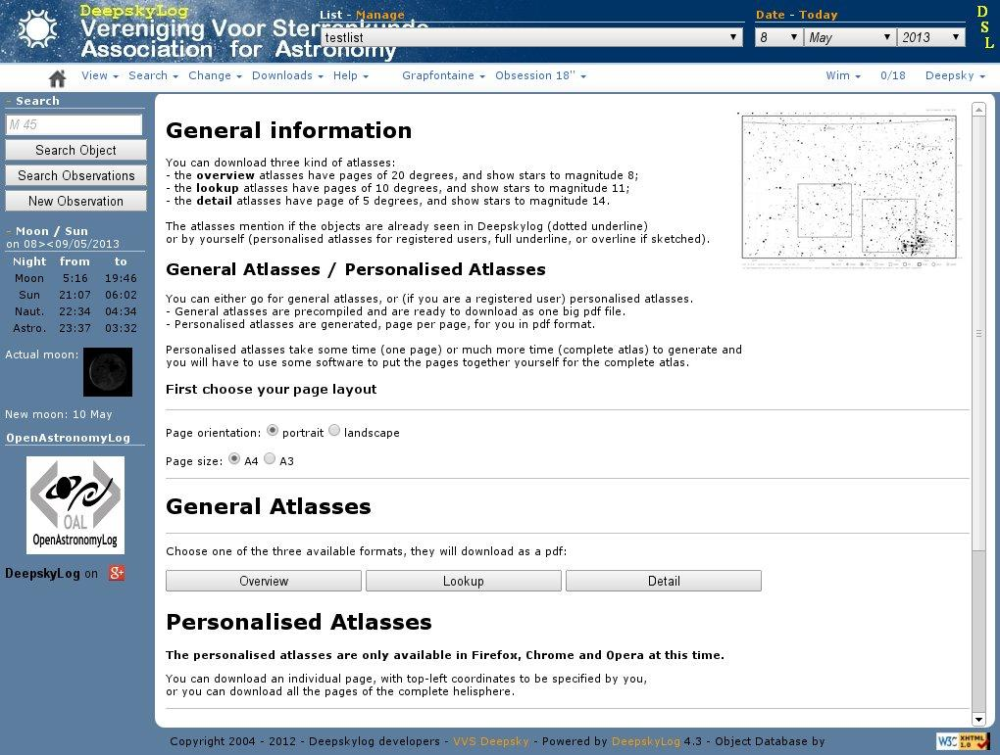 DeepskyLog
Vereniging Voor Sterrenkunde
Association for Astronomy
List - Manage
testlist
Date - Today
8 May 2013
D
S
L
View Search Change Downloads Help Grapfontaine Obsession 18" Wim 0/18 Deepsky
- Search
M 45
Search Object
Search Observations
New Observation
- Moon / Sun
on 08><09/05/2013
Night from to
Moon 5:16 19:46
Sun 21:07 06:02
Naut. 22:34 04:34
Astro. 23:37 03:32
Actual moon:
New moon: 10 May
OpenAstronomyLog
OAL
OpenAstronomyLog
DeepskyLog on g+
General information
You can download three kind of atlasses:
- the overview atlasses have pages of 20 degrees, and show stars to magnitude 8;
- the lookup atlasses have pages of 10 degrees, and show stars to magnitude 11;
- the detail atlasses have page of 5 degrees, and show stars to magnitude 14.
The atlasses mention if the objects are already seen in Deepskylog (dotted underline)
or by yourself (personalised atlasses for registered users, full underline, or overline if sketched).
General Atlasses / Personalised Atlasses
You can either go for general atlasses, or (if you are a registered user) personalised atlasses.
- General atlasses are precompiled and are ready to download as one big pdf file.
- Personalised atlasses are generated, page per page, for you in pdf format.
Personalised atlasses take some time (one page) or much more time (complete atlas) to generate and
you will have to use some software to put the pages together yourself for the complete atlas.
First choose your page layout
Page orientation: portrait landscape
Page size: A4 A3
General Atlasses
Choose one of the three available formats, they will download as a pdf:
Overview Lookup Detail
Personalised Atlasses
The personalised atlasses are only available in Firefox, Chrome and Opera at this time.
You can download an individual page, with top-left coordinates to be specified by you,
or you can download all the pages of the complete helisphere.
Copyright 2004 - 2012 - Deepskylog developers - VVS Deepsky - Powered by DeepskyLog 4.3 - Object Database by
W3C XHTML 1.0